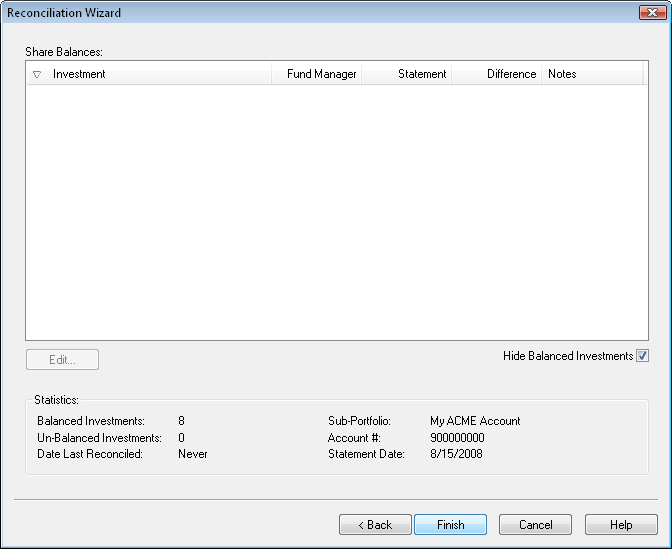 Reconciliation Wizard
Share Balances:
Investment Fund Manager Statement Difference Notes
Edit...
Hide Balanced Investments
Statistics:
Balanced Investments: 8 Sub-Portfolio: My ACME Account
Un-Balanced Investments: 0 Account #: 900000000
Date Last Reconciled: Never Statement Date: 8/15/2008
< Back Finish Cancel Help